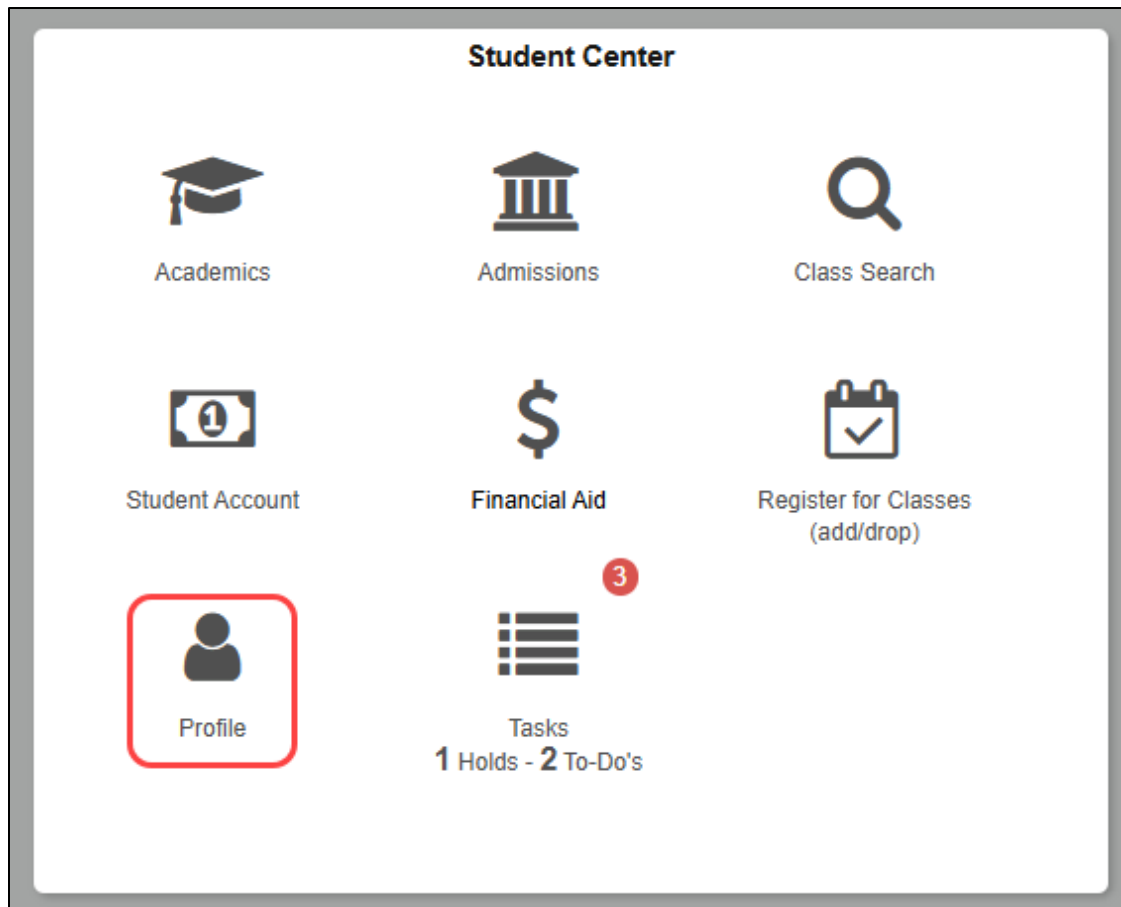 Student Center
Academics
Admissions
Class Search
1
Student Account
$
Financial Aid
Register for Classes
(add/drop)
3
Profile
Tasks
1 Holds - 2 To-Do's